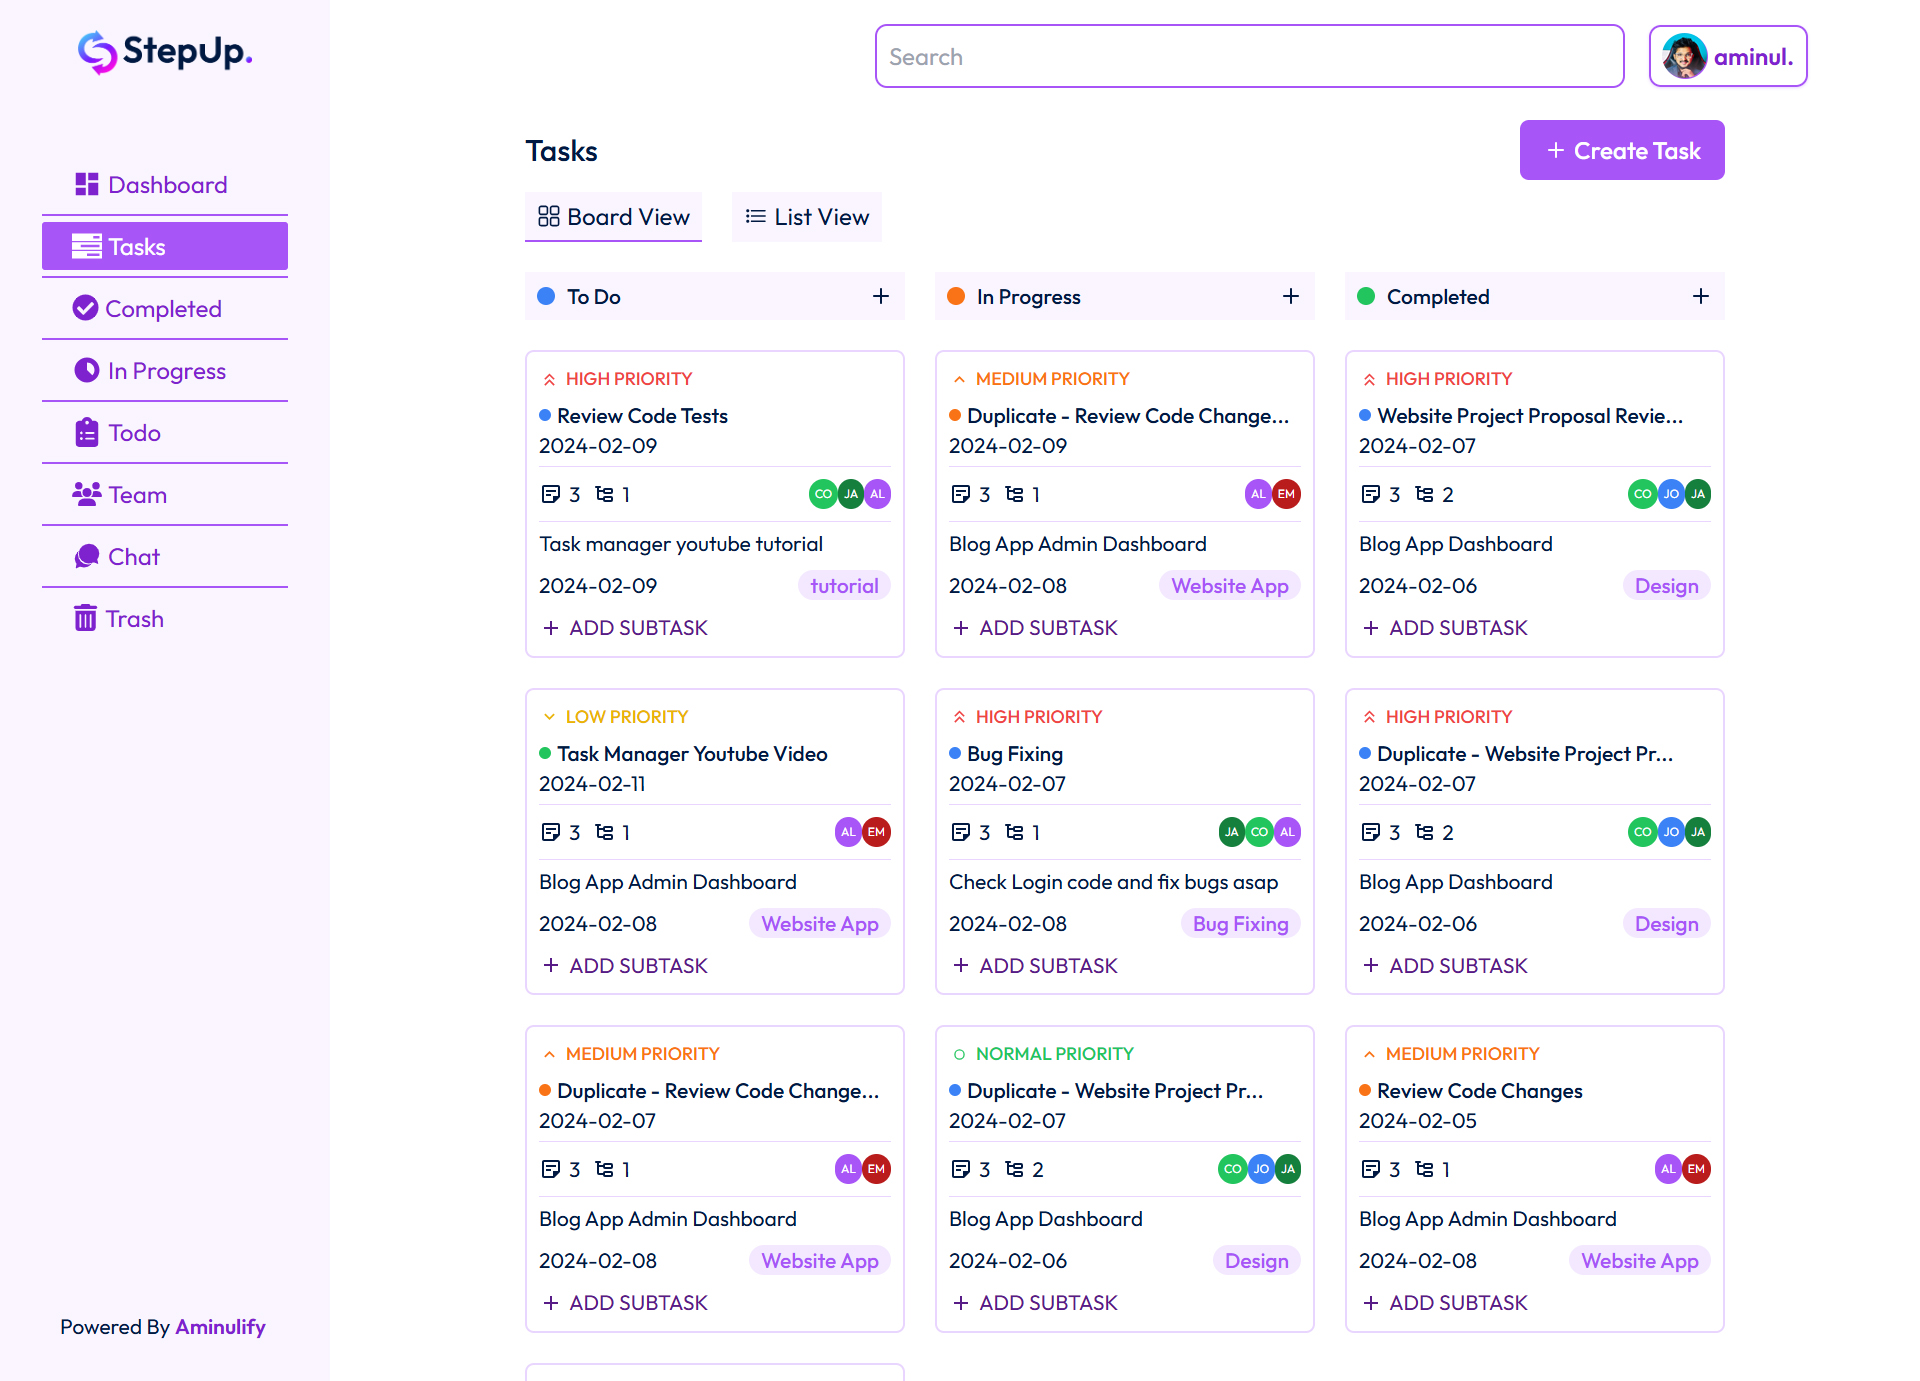 StepUp.
Search
aminul.
Dashboard
Tasks
Completed
In Progress
Todo
Team
Chat
Trash
Powered By Aminulify
Tasks
+ Create Task
Board View
List View
To Do +
HIGH PRIORITY
Review Code Tests
2024-02-09
3 1 CO JA AL
Task manager youtube tutorial
2024-02-09 tutorial
+ ADD SUBTASK
LOW PRIORITY
Task Manager Youtube Video
2024-02-11
3 1 AL EM
Blog App Admin Dashboard
2024-02-08 Website App
+ ADD SUBTASK
MEDIUM PRIORITY
Duplicate - Review Code Change...
2024-02-07
3 1 AL EM
Blog App Admin Dashboard
2024-02-08 Website App
+ ADD SUBTASK
In Progress +
MEDIUM PRIORITY
Duplicate - Review Code Change...
2024-02-09
3 1 AL EM
Blog App Admin Dashboard
2024-02-08 Website App
+ ADD SUBTASK
HIGH PRIORITY
Bug Fixing
2024-02-07
3 1 JA CO AL
Check Login code and fix bugs asap
2024-02-08 Bug Fixing
+ ADD SUBTASK
NORMAL PRIORITY
Duplicate - Website Project Pr...
2024-02-07
3 2 CO JO JA
Blog App Dashboard
2024-02-06 Design
+ ADD SUBTASK
Completed +
HIGH PRIORITY
Website Project Proposal Revie...
2024-02-07
3 2 CO JO JA
Blog App Dashboard
2024-02-06 Design
+ ADD SUBTASK
HIGH PRIORITY
Duplicate - Website Project Pr...
2024-02-07
3 2 CO JO JA
Blog App Dashboard
2024-02-06 Design
+ ADD SUBTASK
MEDIUM PRIORITY
Review Code Changes
2024-02-05
3 1 AL EM
Blog App Admin Dashboard
2024-02-08 Website App
+ ADD SUBTASK